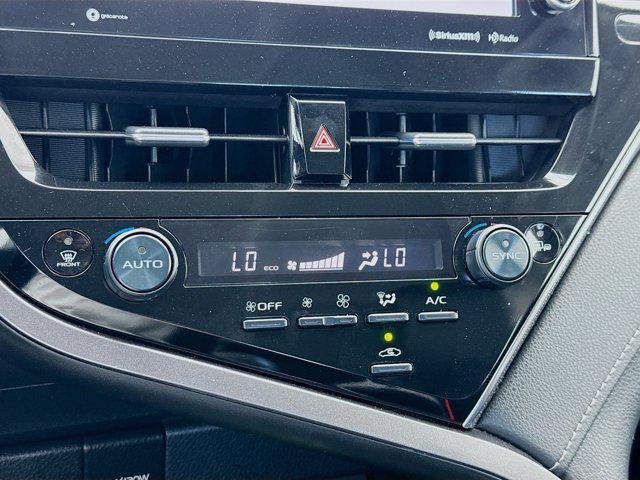 gracenote
SiriusXM HD Radio
FRONT AUTO LO ECO LO SYNC
OFF A/C